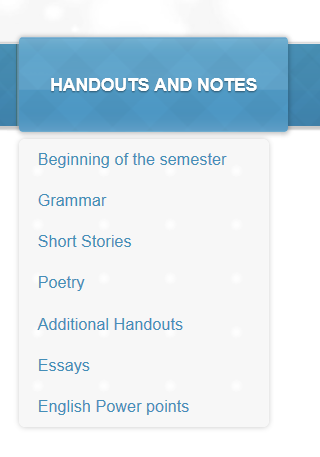 HANDOUTS AND NOTES
Beginning of the semester
Grammar
Short Stories
Poetry
Additional Handouts
Essays
English Power points